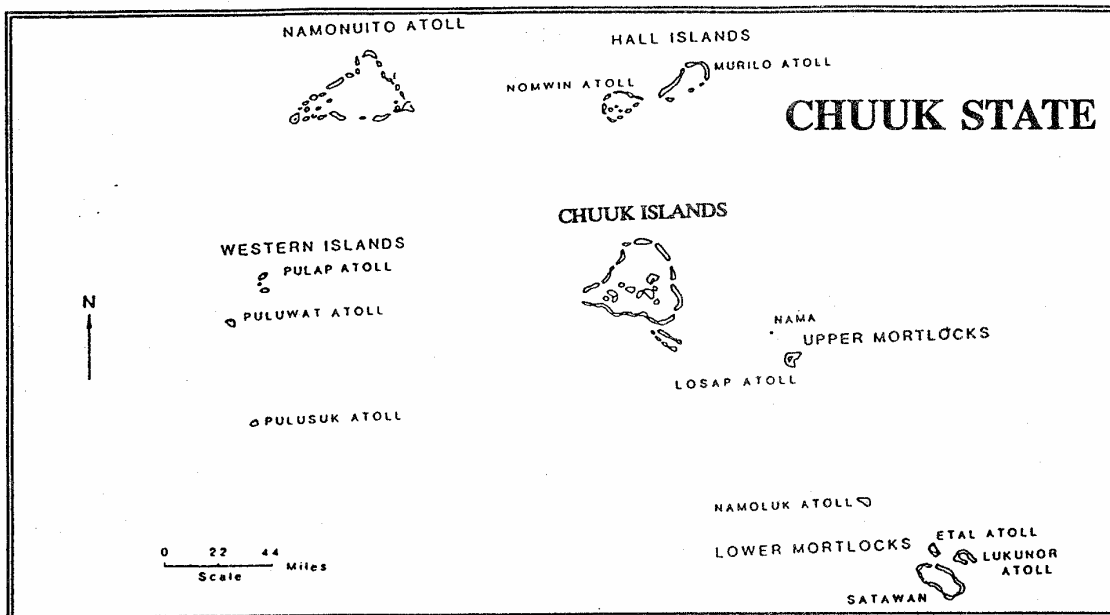 NAMONUITO ATOLL
HALL ISLANDS
MURILO ATOLL
NOMWIN ATOLL
CHUUK STATE
CHUUK ISLANDS
WESTERN ISLANDS
PULAP ATOLL
N
PULUWAT ATOLL
NAMA
UPPER MORTLOCKS
LOSAP ATOLL
PULUSUK ATOLL
NAMOLUK ATOLL
ETAL ATOLL
LOWER MORTLOCKS
LUKUNOR
ATOLL
SATAWAN
0 22 44
Miles
Scale